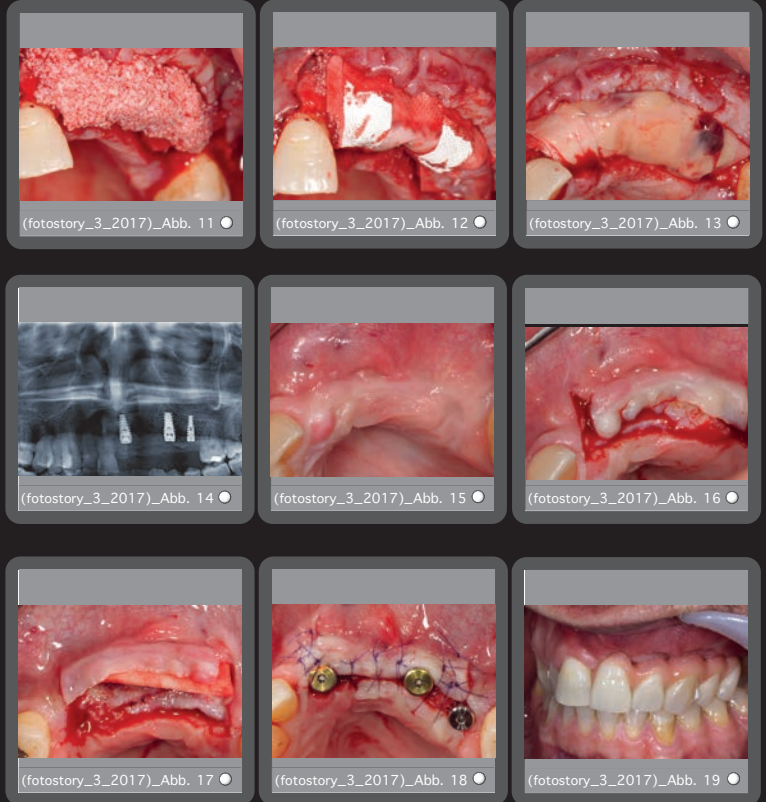 (fotostory_3_2017)_Abb. 11
(fotostory_3_2017)_Abb. 12
(fotostory_3_2017)_Abb. 13
(fotostory_3_2017)_Abb. 14
(fotostory_3_2017)_Abb. 15
(fotostory_3_2017)_Abb. 16
(fotostory_3_2017)_Abb. 17
(fotostory_3_2017)_Abb. 18
(fotostory_3_2017)_Abb. 19